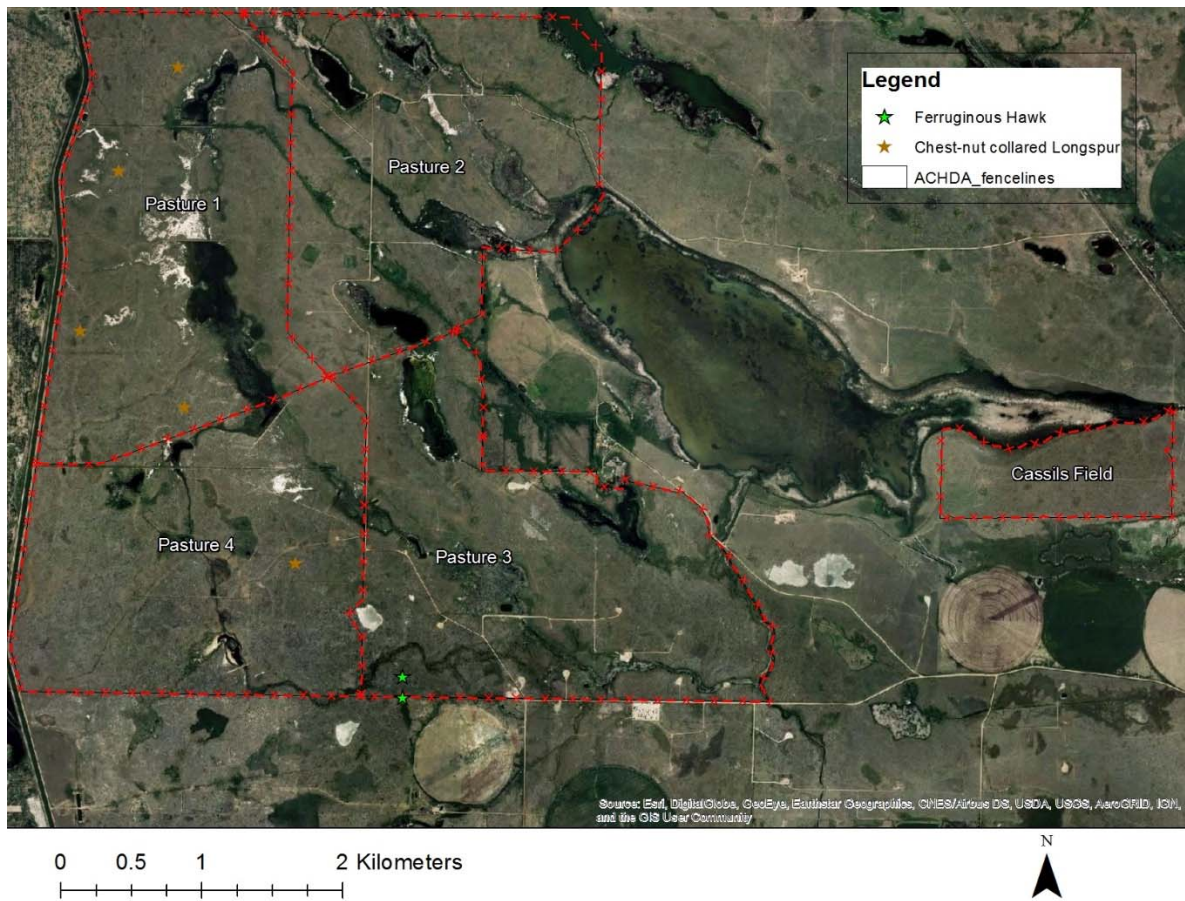 Legend
Ferruginous Hawk
Chest-nut collared Longspur
ACHDA_fencelines
Pasture 2
Pasture 1
Cassils Field
Pasture 4
Pasture 3
Source: Esri, DigitalGlobe, GeoEye, Earthstar Geographics, CNES/Airbus DS, USDA, USGS, AeroGRID, IGN,
and the GIS User Community
0 0.5 1 2 Kilometers
N